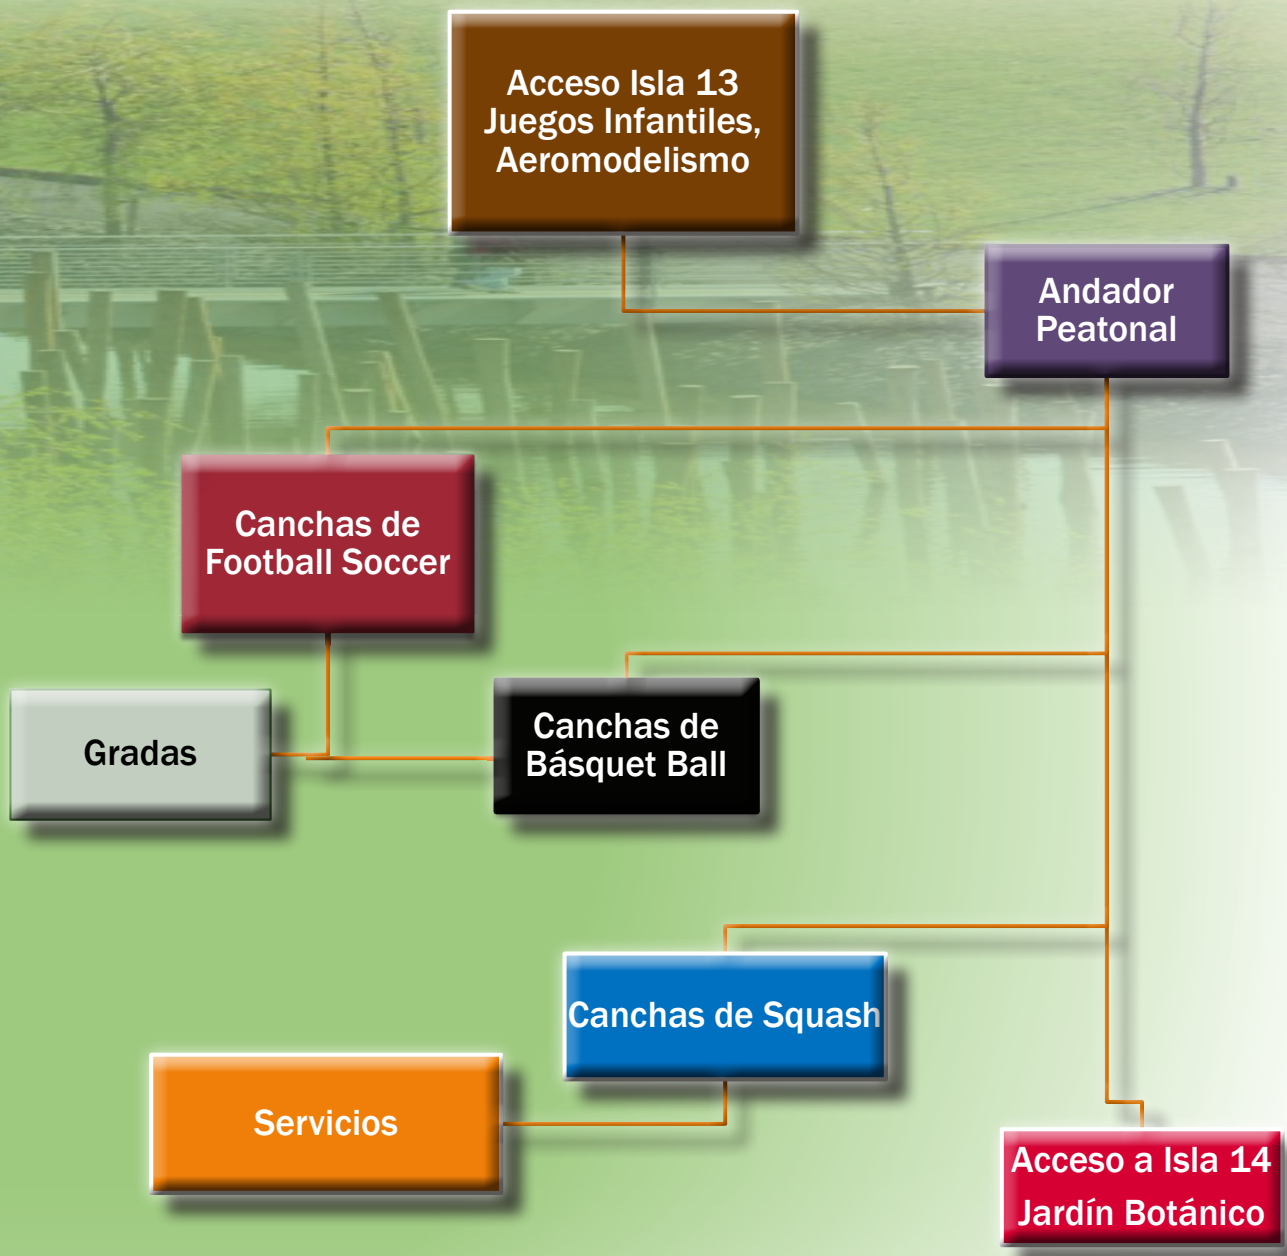 Acceso Isla 13
Juegos Infantiles,
Aeromodelismo
Andador
Peatonal
Canchas de
Football Soccer
Gradas
Canchas de
Básquet Ball
Canchas de Squash
Servicios
Acceso a Isla 14
Jardín Botánico